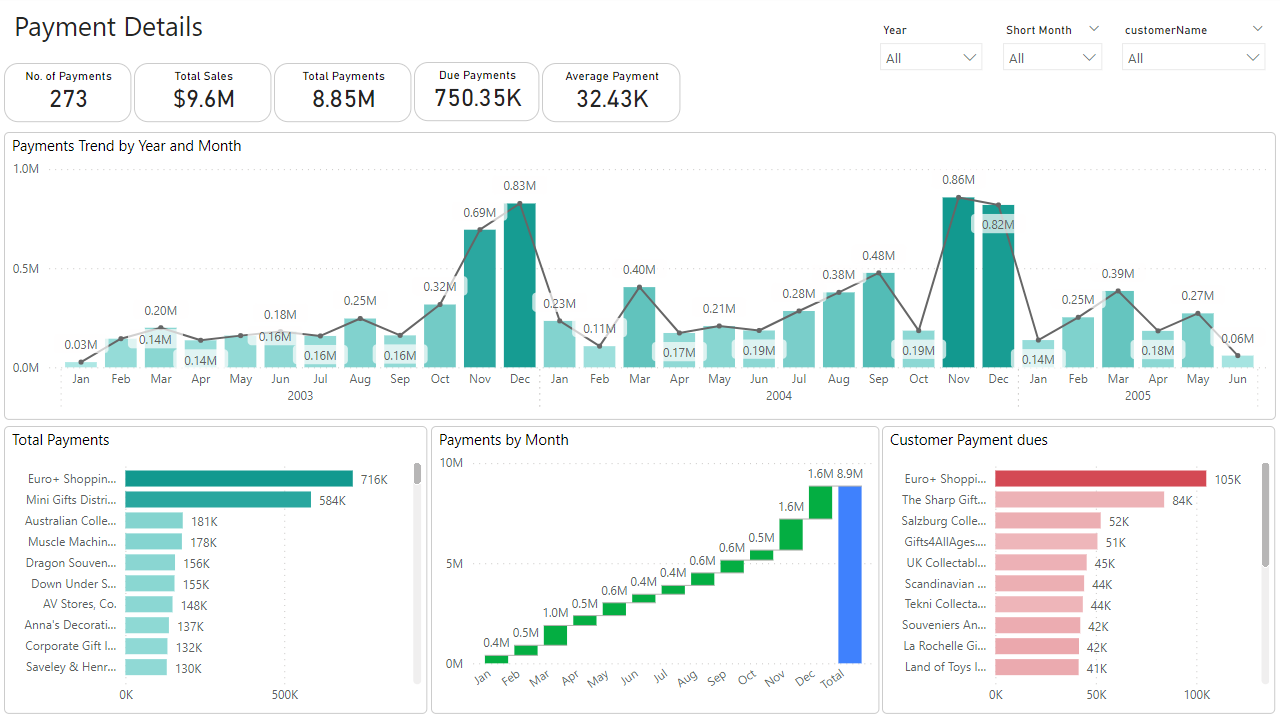 Payment Details
Year
Short Month
customerName
All
All
All
No. of Payments
273
Total Sales
$9.6M
Total Payments
8.85M
Due Payments
750.35K
Average Payment
32.43K
Payments Trend by Year and Month
1.0M
0.5M
0.0M
0.03M
0.14M
0.20M
0.14M
0.16M
0.18M
0.16M
0.25M
0.16M
0.32M
0.69M
0.83M
0.23M
0.11M
0.40M
0.17M
0.21M
0.19M
0.28M
0.38M
0.48M
0.19M
0.86M
0.82M
0.14M
0.25M
0.39M
0.18M
0.27M
0.06M
Jan Feb Mar Apr May Jun Jul Aug Sep Oct Nov Dec Jan Feb Mar Apr May Jun Jul Aug Sep Oct Nov Dec Jan Feb Mar Apr May Jun
2003 2004 2005
Total Payments
Euro+ Shoppin... 716K
Mini Gifts Distri... 584K
Australian Colle... 181K
Muscle Machin... 178K
Dragon Souven... 156K
Down Under S... 155K
AV Stores, Co. 148K
Anna's Decorati... 137K
Corporate Gift I... 132K
Saveley & Henr... 130K
0K 500K
Payments by Month
10M
5M
0M
0.4M
0.5M
1.0M
0.5M
0.6M
0.4M
0.4M
0.6M
0.6M
0.5M
1.6M
1.6M
8.9M
Jan Feb Mar Apr May Jun Jul Aug Sep Oct Nov Dec Total
Customer Payment dues
Euro+ Shoppi... 105K
The Sharp Gift... 84K
Salzburg Colle... 52K
Gifts4AllAges.... 51K
UK Collectabl... 45K
Scandinavian ... 44K
Tekni Collecta... 44K
Souveniers An... 42K
La Rochelle Gi... 42K
Land of Toys I... 41K
0K 50K 100K